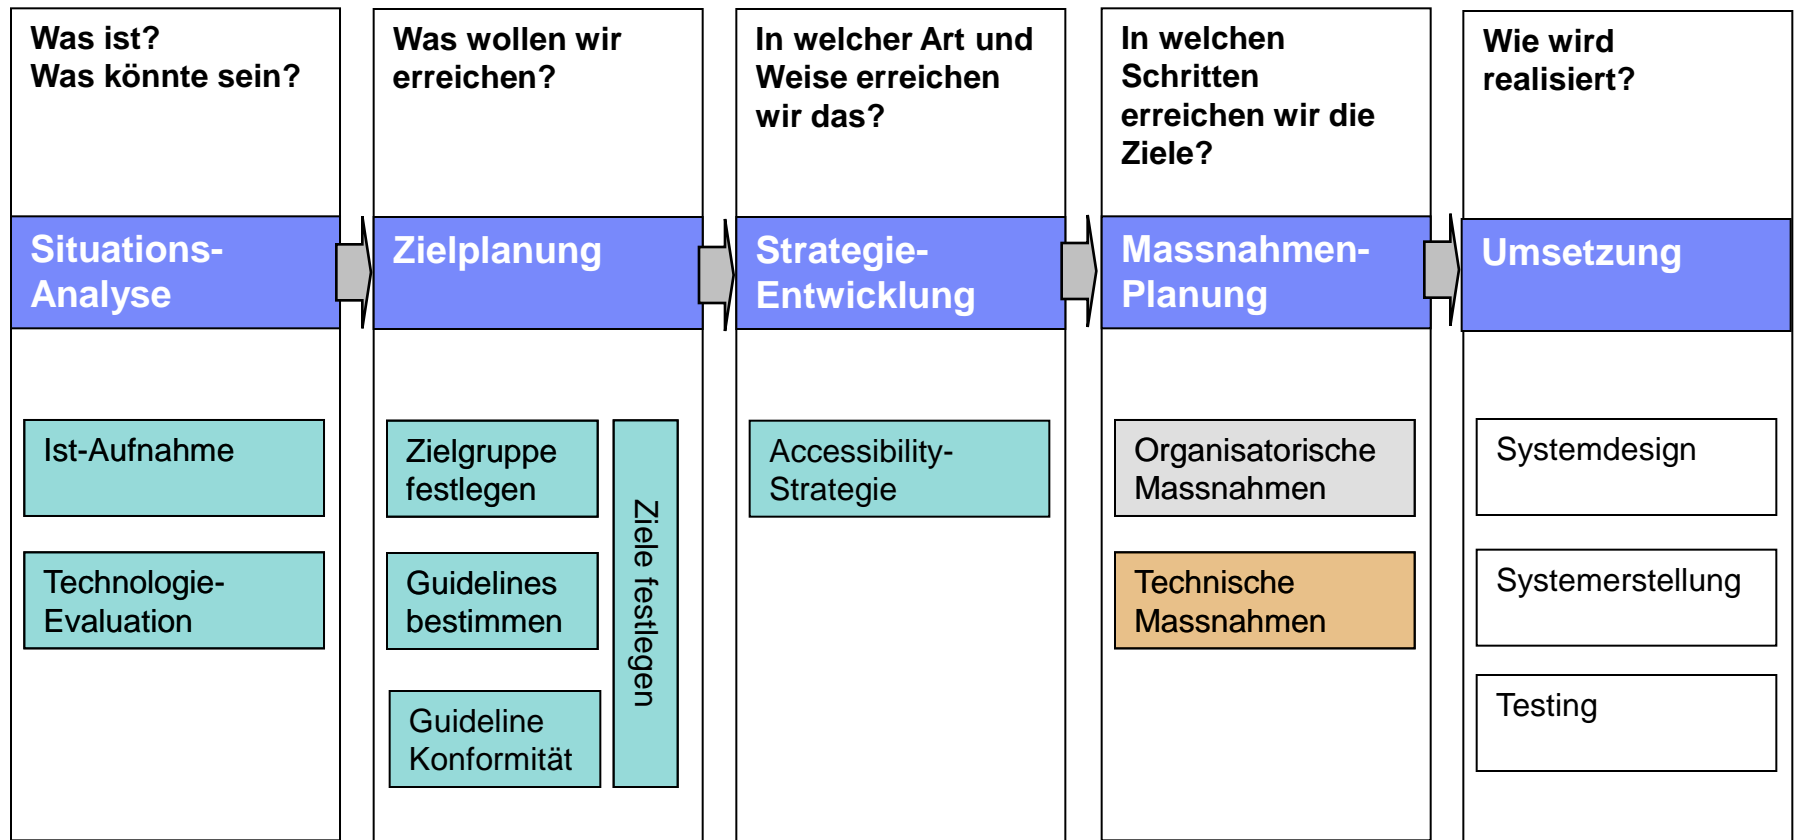 Was ist?
Was könnte sein?
Situations-
Analyse
Ist-Aufnahme
Technologie-
Evaluation
Was wollen wir
erreichen?
Zielplanung
Zielgruppe
festlegen
Guidelines
bestimmen
Guideline
Konformität
Ziele festlegen
In welcher Art und
Weise erreichen
wir das?
Strategie-
Entwicklung
Accessibility-
Strategie
In welchen
Schritten
erreichen wir die
Ziele?
Massnahmen-
Planung
Organisatorische
Massnahmen
Technische
Massnahmen
Wie wird
realisiert?
Umsetzung
Systemdesign
Systemerstellung
Testing